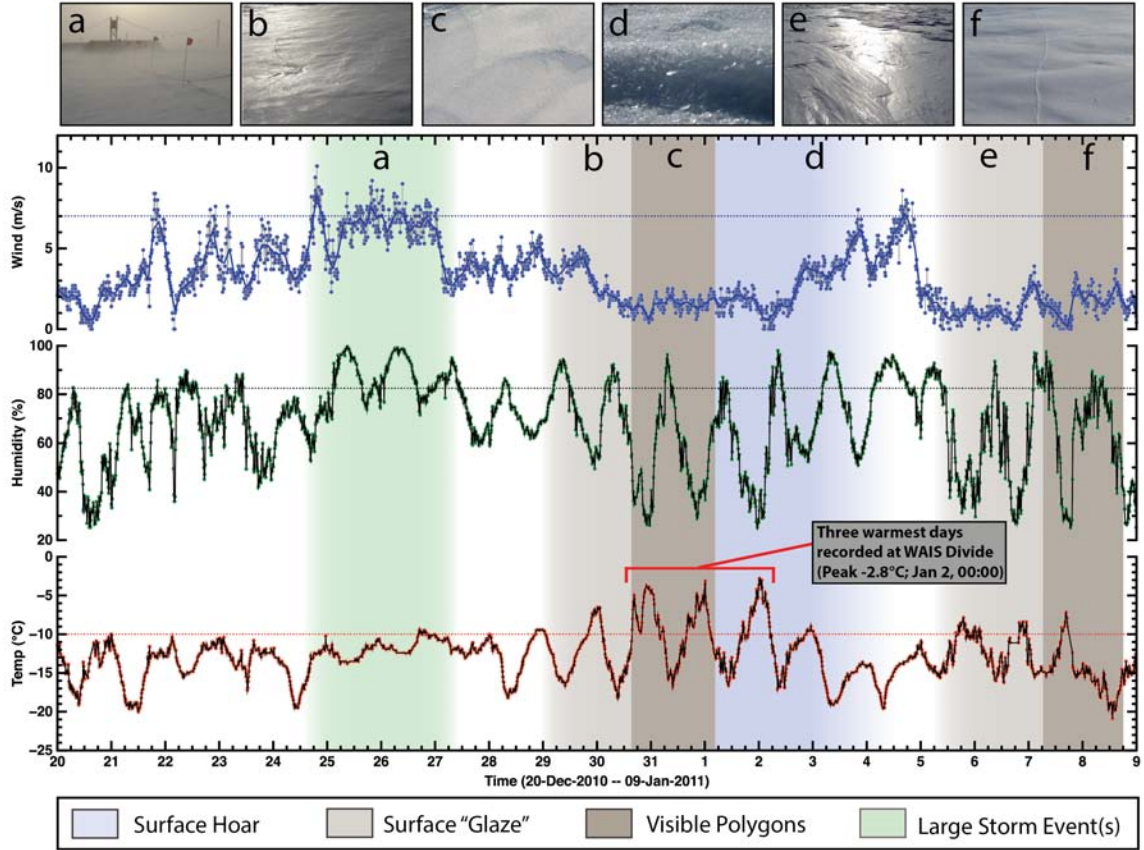 a b c d e f
a b c d e f
10
5
0
Wind (m/s)
100
80
60
40
20
Humidity (%)
Three warmest days
recorded at WAIS Divide
(Peak -2.8°C; Jan 2, 00:00)
0
−5
−10
−15
−20
−25
Temp (°C)
20 21 22 23 24 25 26 27 28 29 30 31 1 2 3 4 5 6 7 8 9
Time (20-Dec-2010 -- 09-Jan-2011)
Surface Hoar Surface "Glaze" Visible Polygons Large Storm Event(s)